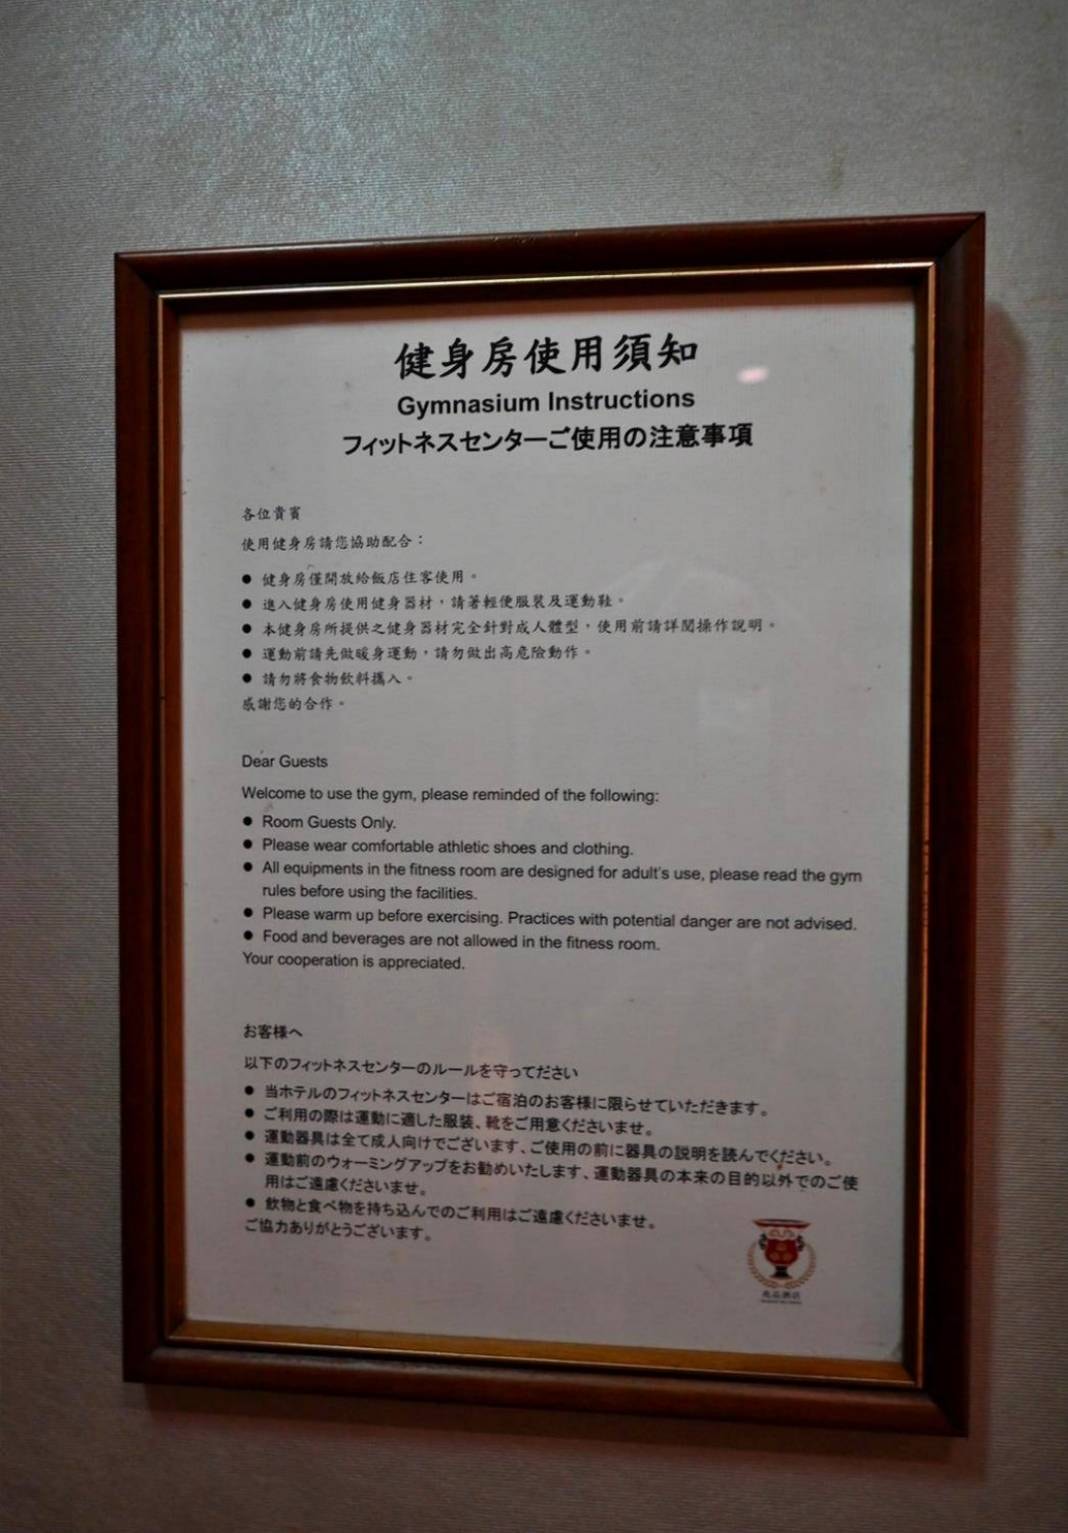 健身房使用須知
Gymnasium Instructions
フィットネスセンターご使用の注意事項
各位貴賓
使用健身房請您協助配合：
● 健身房僅開放給飯店住客使用。
● 進入健身房使用健身器材，請著輕便服裝及運動鞋。
● 本健身房所提供之健身器材完全針對成人體型，使用前請詳閱操作說明。
● 運動前請先做暖身運動，請勿做出高危險動作。
● 請勿將食物飲料攜入。
感謝您的合作。
Dear Guests
Welcome to use the gym, please reminded of the following:
● Room Guests Only.
● Please wear comfortable athletic shoes and clothing.
● All equipments in the fitness room are designed for adult's use, please read the gym
rules before using the facilities.
● Please warm up before exercising. Practices with potential danger are not advised.
● Food and beverages are not allowed in the fitness room.
Your cooperation is appreciated.
お客様へ
以下のフィットネスセンターのルールを守ってださい
● 当ホテルのフィットネスセンターはご宿泊のお客様に限らせていただきます。
● ご利用の際は運動に適した服装、靴をご用意くださいませ。
● 運動器具は全て成人向けでございます、ご使用の前に器具の説明を読んでください。
● 運動前のウォーミングアップをお勧めいたします、運動器具の本来の目的以外でのご使
用はご遠慮くださいませ。
● 飲物と食べ物を持ち込んでのご利用はご遠慮くださいませ。
ご協力ありがとうございます。